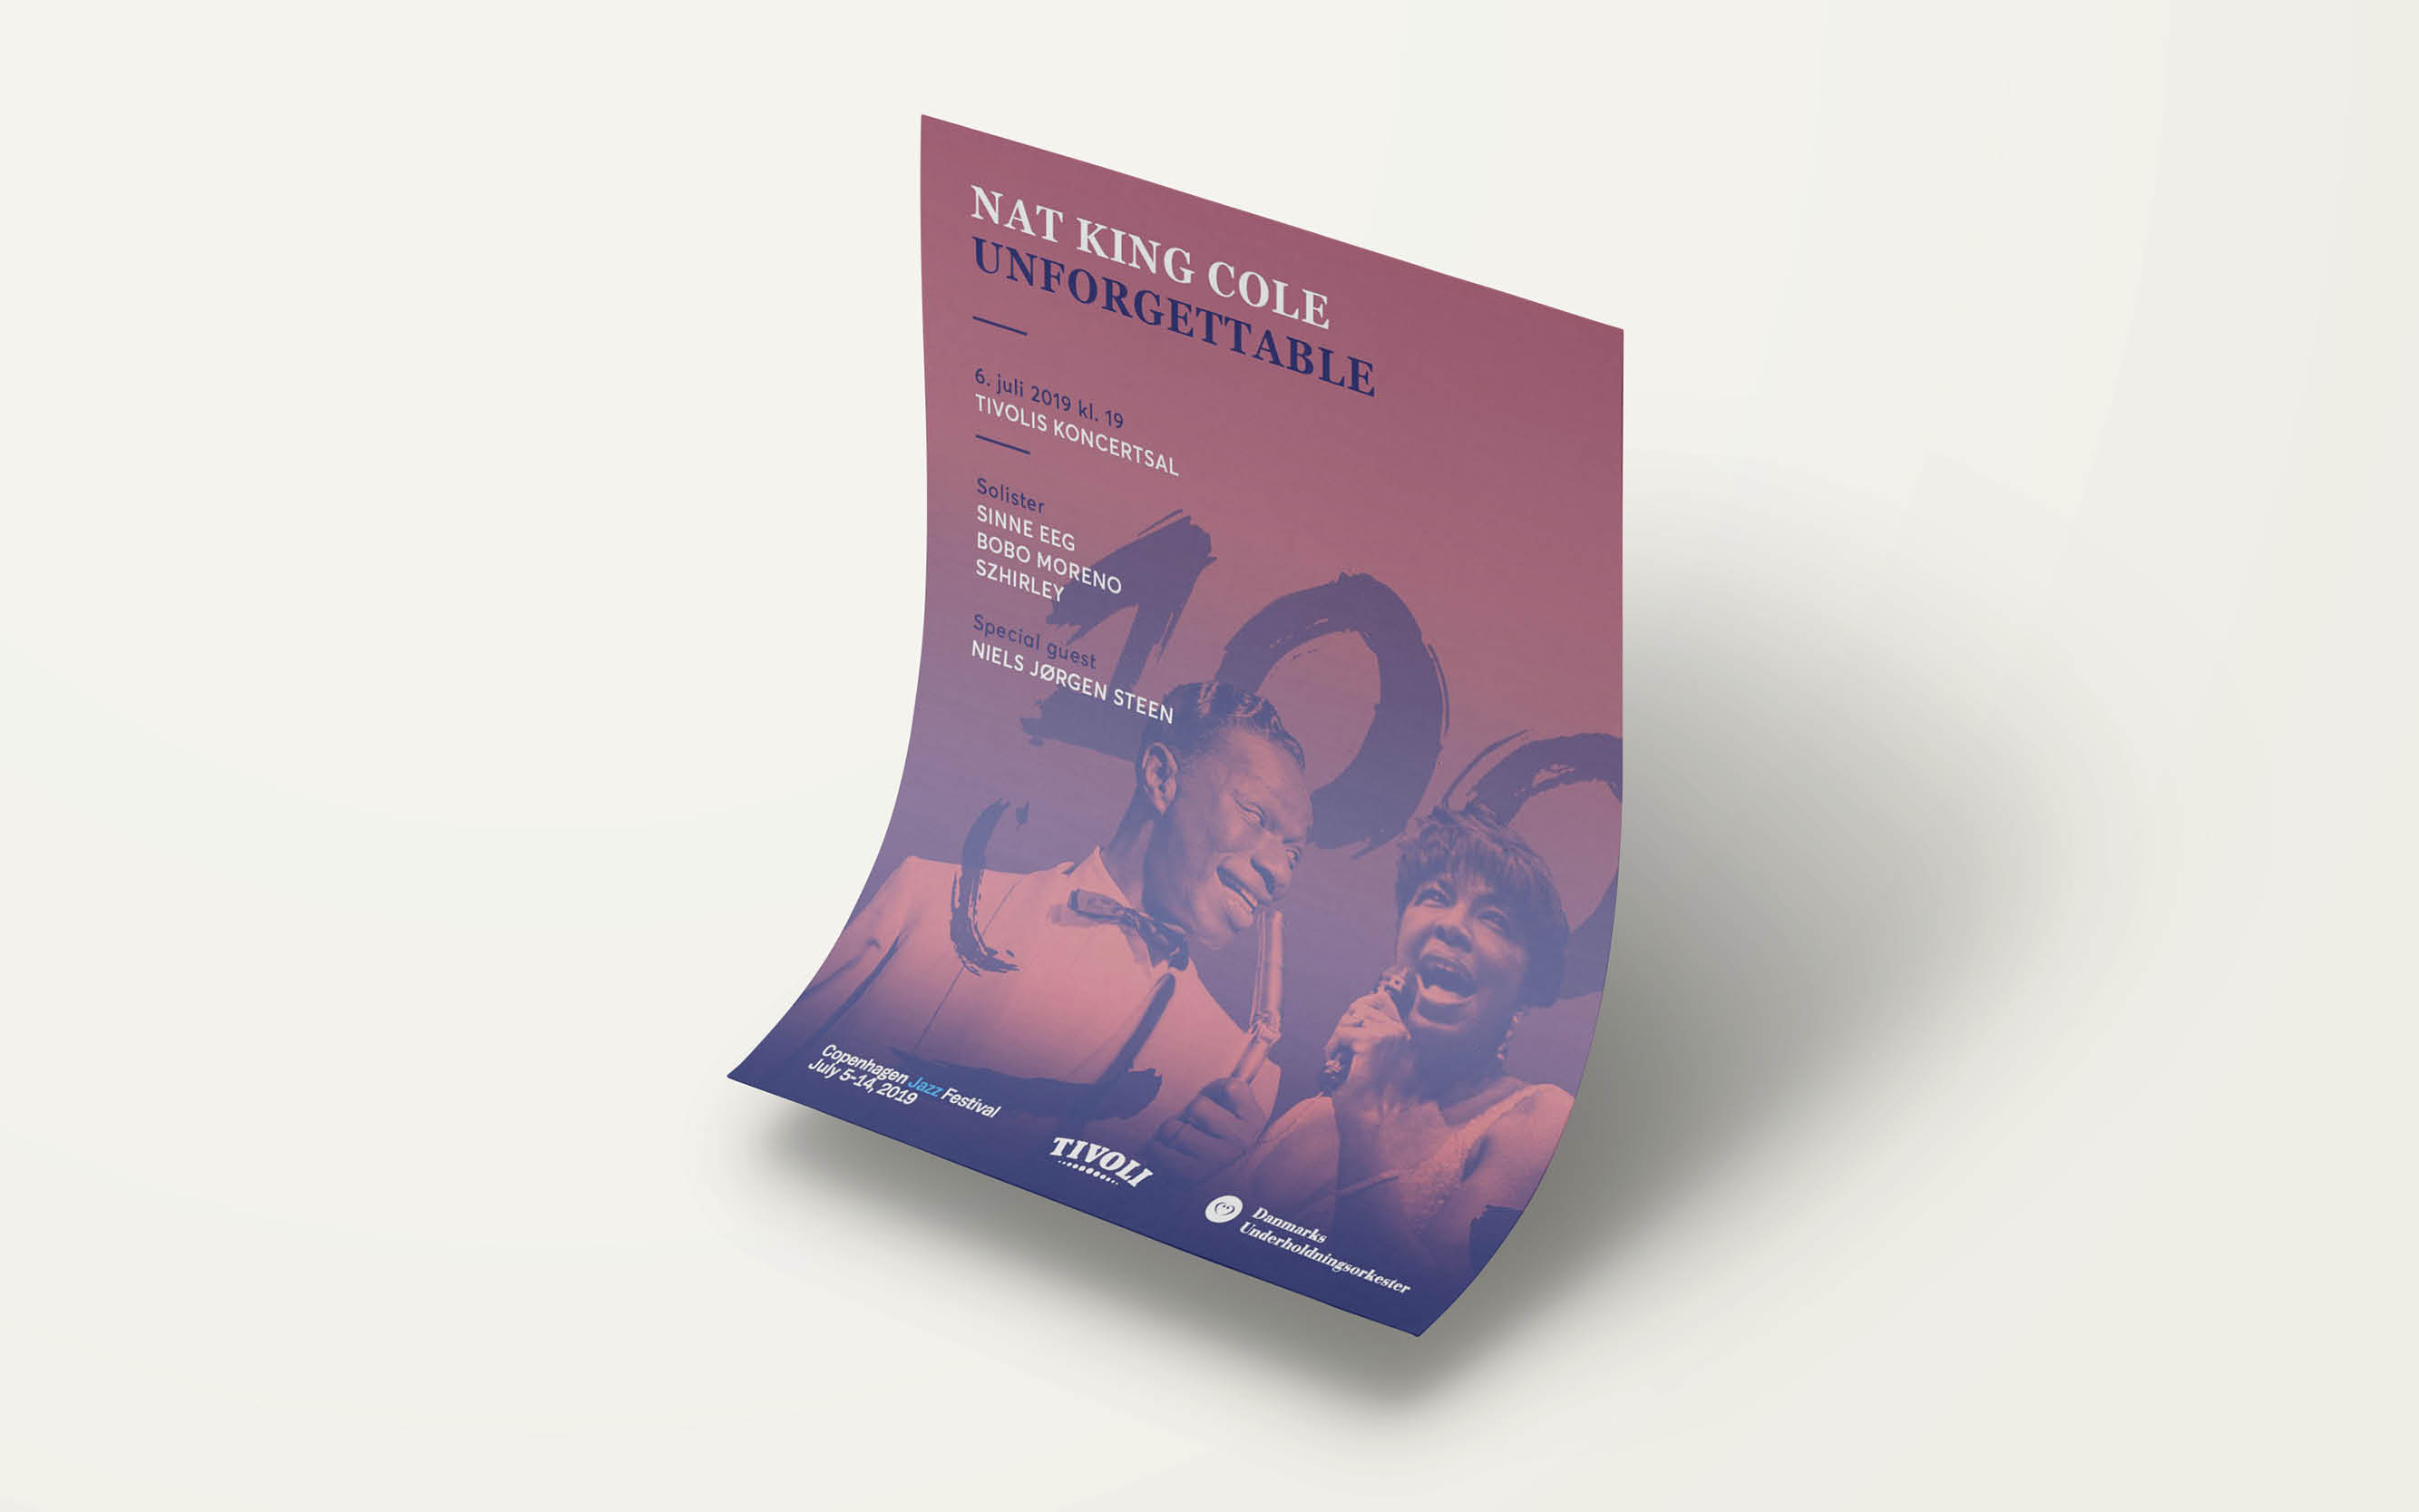 NAT KING COLE
UNFORGETTABLE
6. juli 2019 kl. 19
TIVOLIS KONCERTSAL
Solister
SINNE EEG
BOBO MORENO
SZHIRLEY
Special guest
NIELS JØRGEN STEEN
100
Copenhagen Jazz Festival
July 5-14, 2019
TIVOLI
Danmarks
Underholdningsorkester